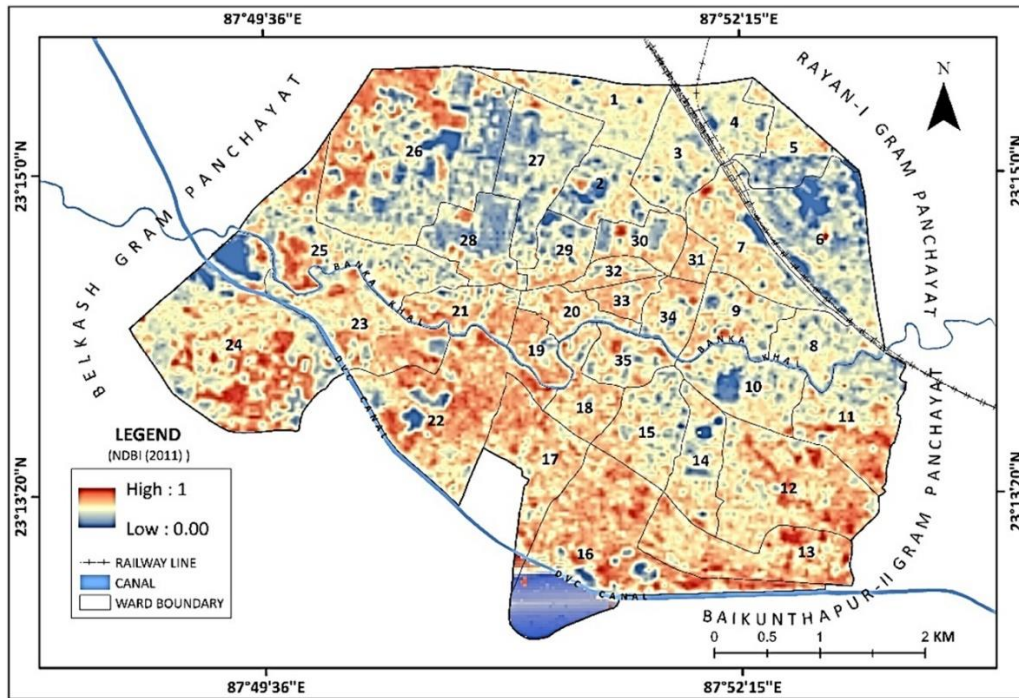 87°49'36"E
87°52'15"E
23°15'0"N
23°13'20"N
23°15'0"N
23°13'20"N
87°49'36"E
87°52'15"E
N
BELKASH GRAM PANCHAYAT
RAYAN-I GRAM PANCHAYAT
BAIKUNTHAPUR-II GRAM PANCHAYAT
1
4
5
3
26
27
2
6
28
29
30
7
31
25
BANKA KHAL
32
33
21
20
34
9
8
23
24
19
35
BANKA KHAL
10
11
DVC CANAL
22
18
15
14
17
12
13
16
DVC CANAL
LEGEND
(NDBI (2011) )
High : 1
Low : 0.00
RAILWAY LINE
CANAL
WARD BOUNDARY
0 0.5 1 2 KM